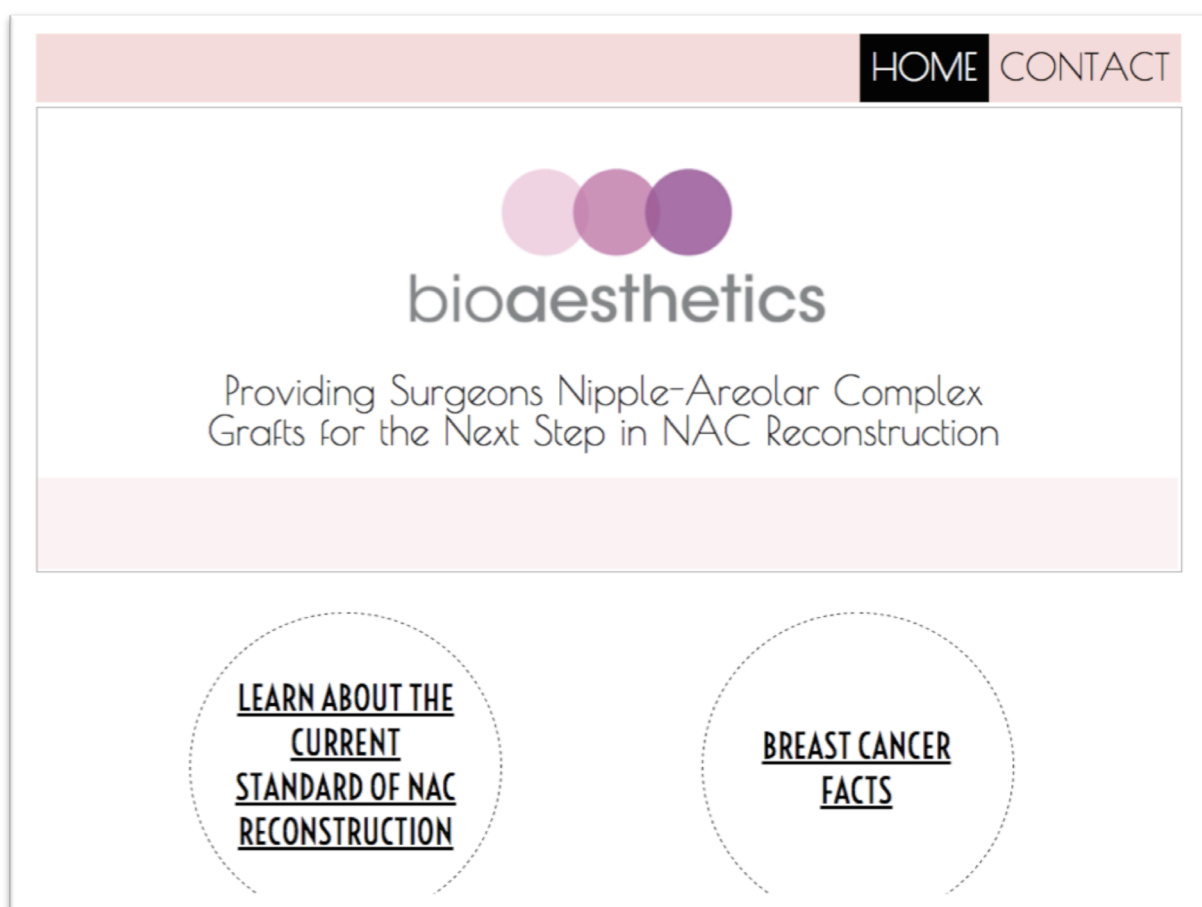 HOME CONTACT
bioaesthetics
Providing Surgeons Nipple-Areolar Complex
Grafts for the Next Step in NAC Reconstruction
LEARN ABOUT THE
CURRENT
STANDARD OF NAC
RECONSTRUCTION
BREAST CANCER
FACTS